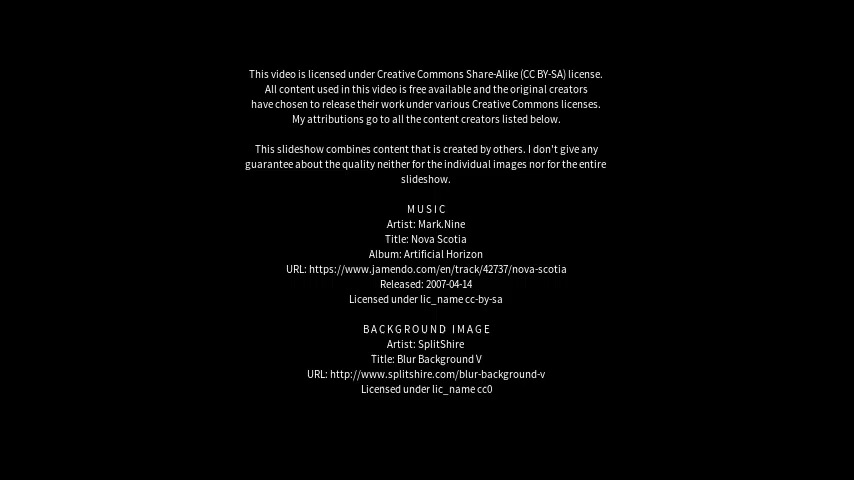 This video is licensed under Creative Commons Share-Alike (CC BY-SA) license.
All content used in this video is free available and the original creators
have chosen to release their work under various Creative Commons licenses.
My attributions go to all the content creators listed below.
This slideshow combines content that is created by others. I don't give any
guarantee about the quality neither for the individual images nor for the entire
slideshow.
MUSIC
Artist: Mark.Nine
Title: Nova Scotia
Album: Artificial Horizon
URL: https://www.jamendo.com/en/track/42737/nova-scotia
Released: 2007-04-14
Licensed under lic_name cc-by-sa
BACKGROUND IMAGE
Artist: SplitShire
Title: Blur Background V
URL: http://www.splitshire.com/blur-background-v
Licensed under lic_name cc0